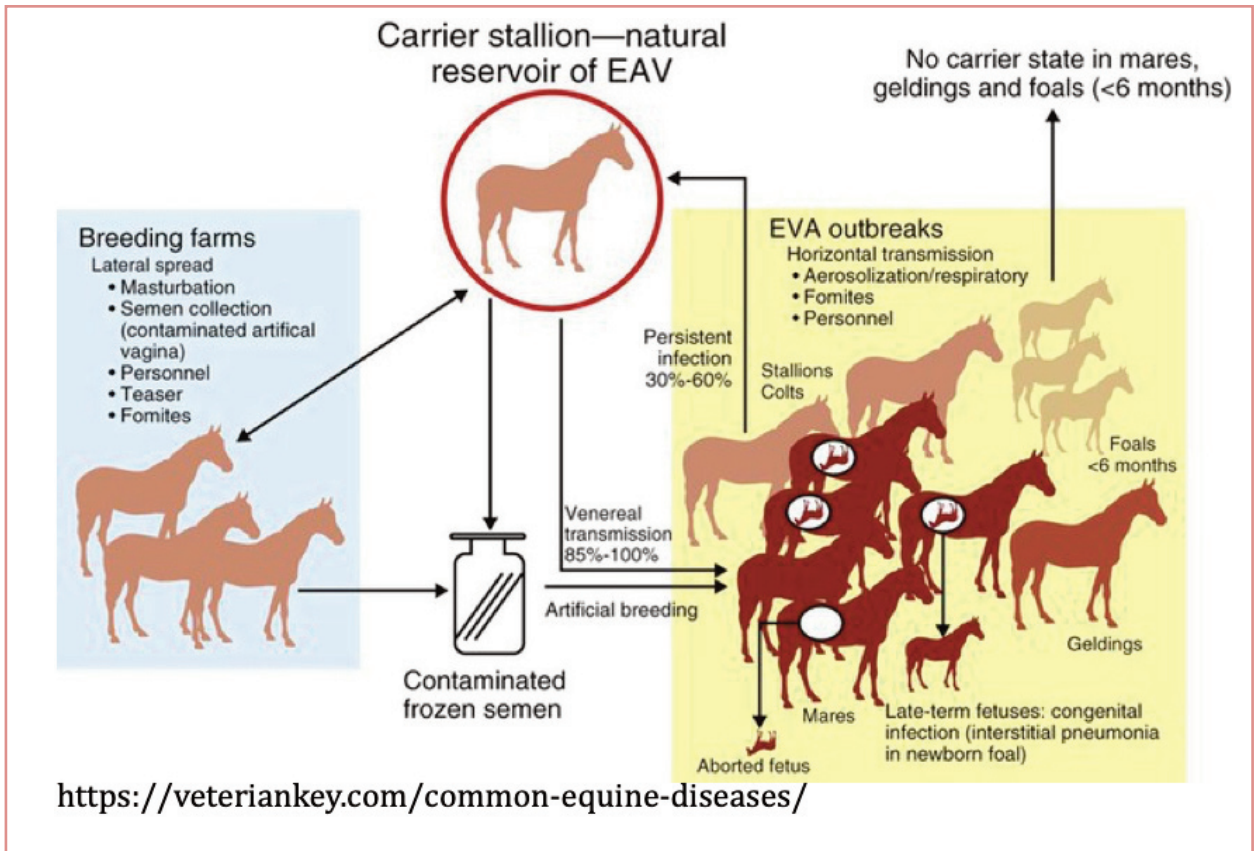 Carrier stallion—natural
reservoir of EAV
No carrier state in mares,
geldings and foals (<6 months)
Breeding farms
Lateral spread
• Masturbation
• Semen collection
(contaminated artifical
vagina)
• Personnel
• Teaser
• Fomites
EVA outbreaks
Horizontal transmission
• Aerosolization/respiratory
• Fomites
• Personnel
Persistent
infection
30%-60%
Stallions
Colts
Foals
<6 months
Venereal
transmission
85%-100%
Artificial breeding
Contaminated
frozen semen
Geldings
Mares
Late-term fetuses: congenital
infection (interstitial pneumonia
in newborn foal)
Aborted fetus
https://veteriankey.com/common-equine-diseases/